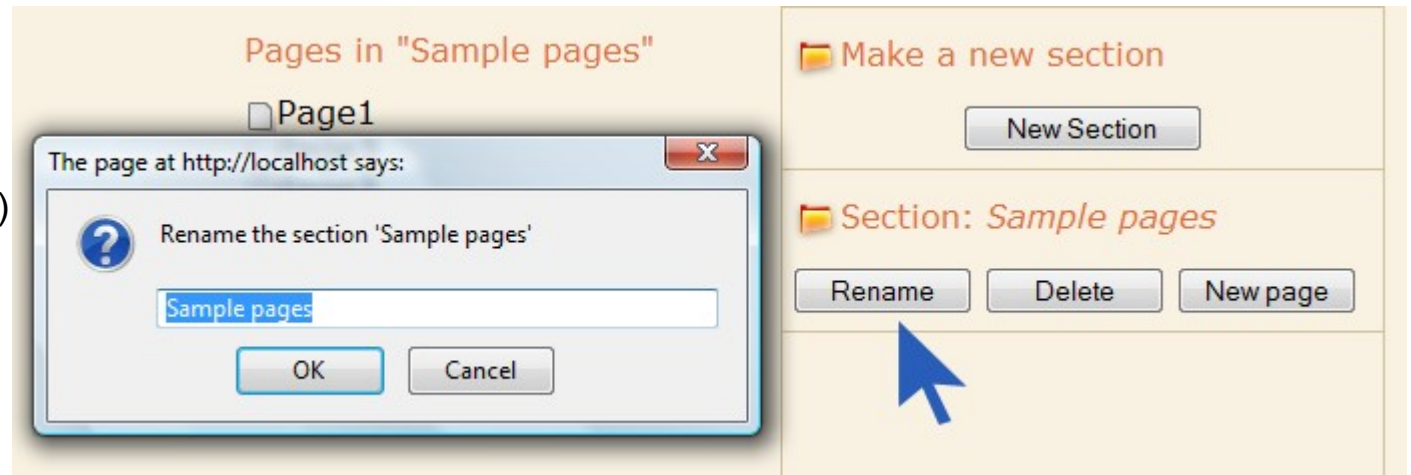 Pages in "Sample pages"
Page1
The page at http://localhost says:
Rename the section 'Sample pages'
Sample pages
OK Cancel
)
Make a new section
New Section
Section: Sample pages
Rename Delete New page